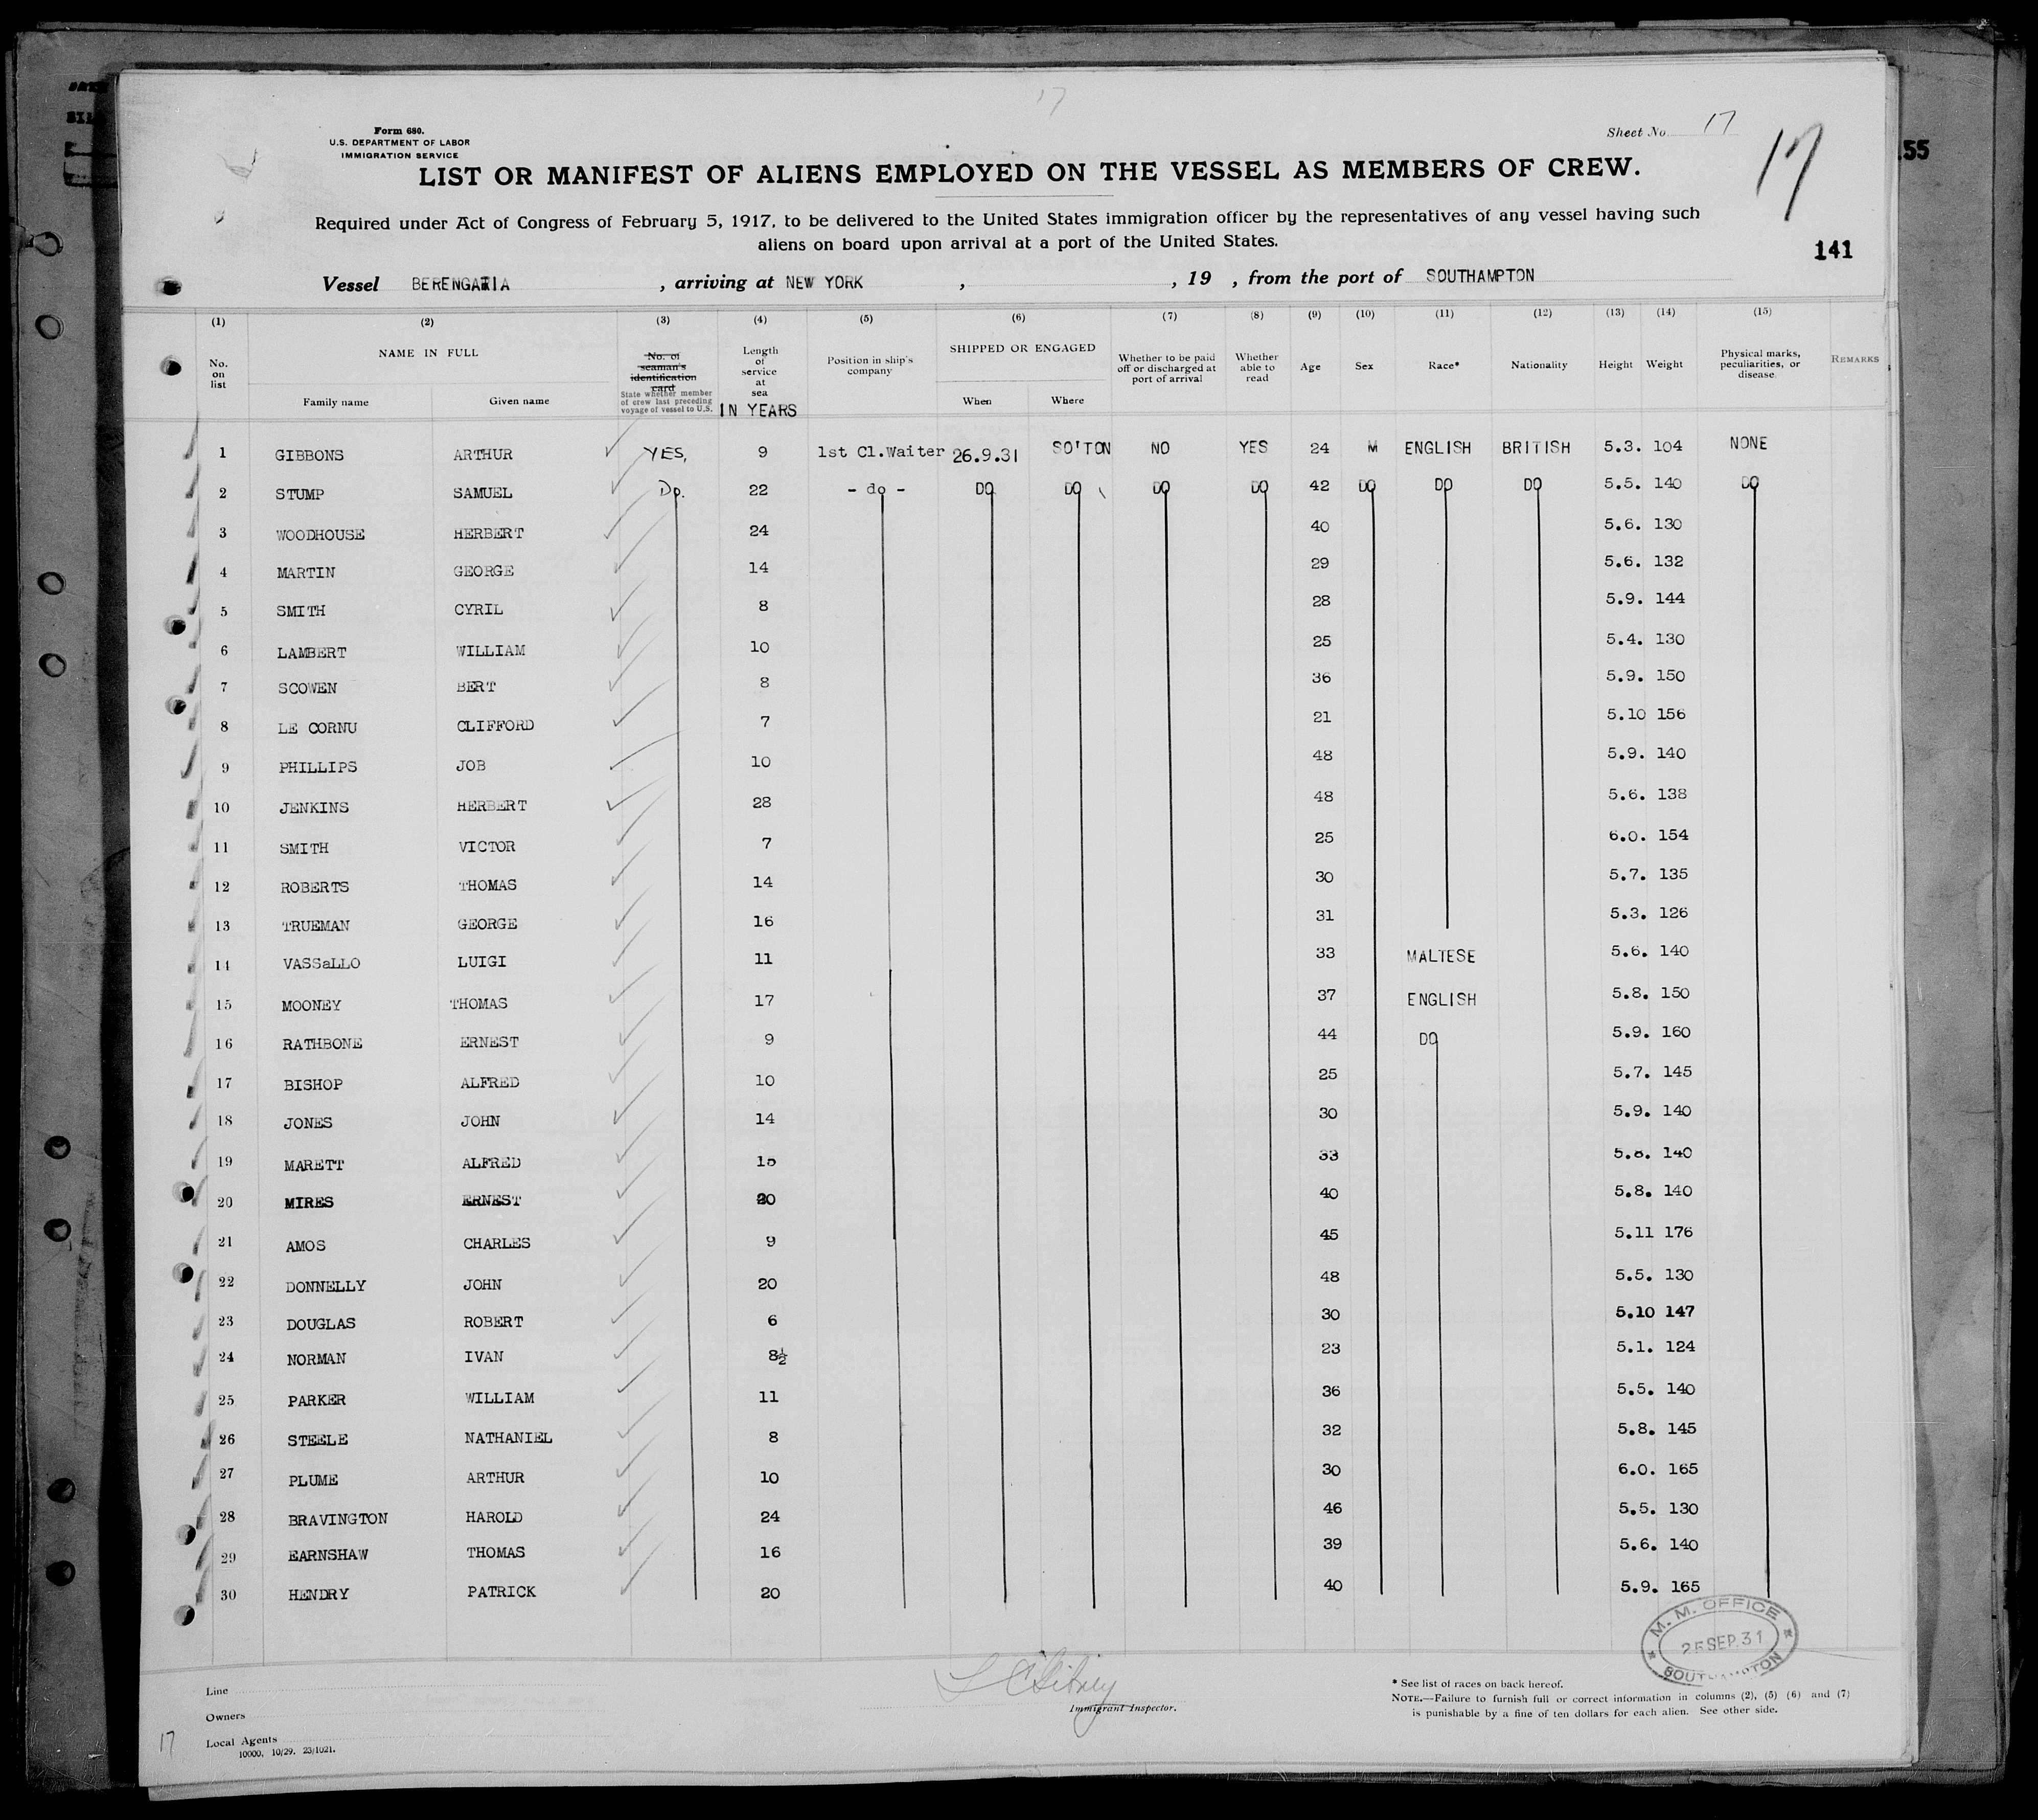 17
Form 680.
U.S. DEPARTMENT OF LABOR
IMMIGRATION SERVICE
Sheet No 17
17
LIST OR MANIFEST OF ALIENS EMPLOYED ON THE VESSEL AS MEMBERS OF CREW.
Required under Act of Congress of February 5, 1917, to be delivered to the United States immigration officer by the representatives of any vessel having such
aliens on board upon arrival at a port of the United States.
55
141
Vessel BERENGARIA , arriving at NEW YORK , , 19 , from the port of SOUTHAMPTON
(1) (2) (3) (4) (5) (6) (7) (8) (9) (10) (11) (12) (13) (14) (15)
No. on list NAME IN FULL Family name Given name No. of seaman's identification card State whether member of crew last preceding voyage of vessel to U.S. Length of service at sea IN YEARS Position in ship's company SHIPPED OR ENGAGED When Where Whether to be paid off or discharged at port of arrival Whether able to read Age Sex Race* Nationality Height Weight Physical marks, peculiarities, or disease. REMARKS
1 GIBBONS ARTHUR YES, 9 1st Cl.Waiter 26.9.31 SO'TON NO YES 24 M ENGLISH BRITISH 5.3. 104 NONE
2 STUMP SAMUEL Do. 22 - do - DO DO DO DO 42 DO DO DO 5.5. 140 DO
3 WOODHOUSE HERBERT 24 40 5.6. 130
4 MARTIN GEORGE 14 29 5.6. 132
5 SMITH CYRIL 8 28 5.9. 144
6 LAMBERT WILLIAM 10 25 5.4. 130
7 SCOWEN BERT 8 36 5.9. 150
8 LE CORNU CLIFFORD 7 21 5.10 156
9 PHILLIPS JOB 10 48 5.9. 140
10 JENKINS HERBERT 28 48 5.6. 138
11 SMITH VICTOR 7 25 6.0. 154
12 ROBERTS THOMAS 14 30 5.7. 135
13 TRUEMAN GEORGE 16 31 5.3. 126
14 VASSaLLO LUIGI 11 33 MALTESE 5.6. 140
15 MOONEY THOMAS 17 37 ENGLISH 5.8. 150
16 RATHBONE ERNEST 9 44 DO 5.9. 160
17 BISHOP ALFRED 10 25 5.7. 145
18 JONES JOHN 14 30 5.9. 140
19 MARETT ALFRED 15 33 5.8. 140
20 MIRES ERNEST 20 40 5.8. 140
21 AMOS CHARLES 9 45 5.11 176
22 DONNELLY JOHN 20 48 5.5. 130
23 DOUGLAS ROBERT 6 30 5.10 147
24 NORMAN IVAN 8½ 23 5.1. 124
25 PARKER WILLIAM 11 36 5.5. 140
26 STEELE NATHANIEL 8 32 5.8. 145
27 PLUME ARTHUR 10 30 6.0. 165
28 BRAVINGTON HAROLD 24 46 5.5. 130
29 EARNSHAW THOMAS 16 39 5.6. 140
30 HENDRY PATRICK 20 40 5.9. 165
M. M. OFFICE
25 SEP. 31
SOUTHAMPTON
Line
Owners
Local Agents
10000, 10/29. 23/1021.
17
Immigrant Inspector.
* See list of races on back hereof.
NOTE.—Failure to furnish full or correct information in columns (2), (5) (6) and (7)
is punishable by a fine of ten dollars for each alien. See other side.